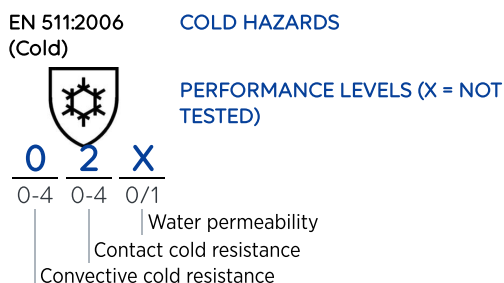 EN 511:2006
(Cold)
COLD HAZARDS
PERFORMANCE LEVELS (X = NOT
TESTED)
0 2 X
0-4 0-4 0/1
Water permeability
Contact cold resistance
Convective cold resistance